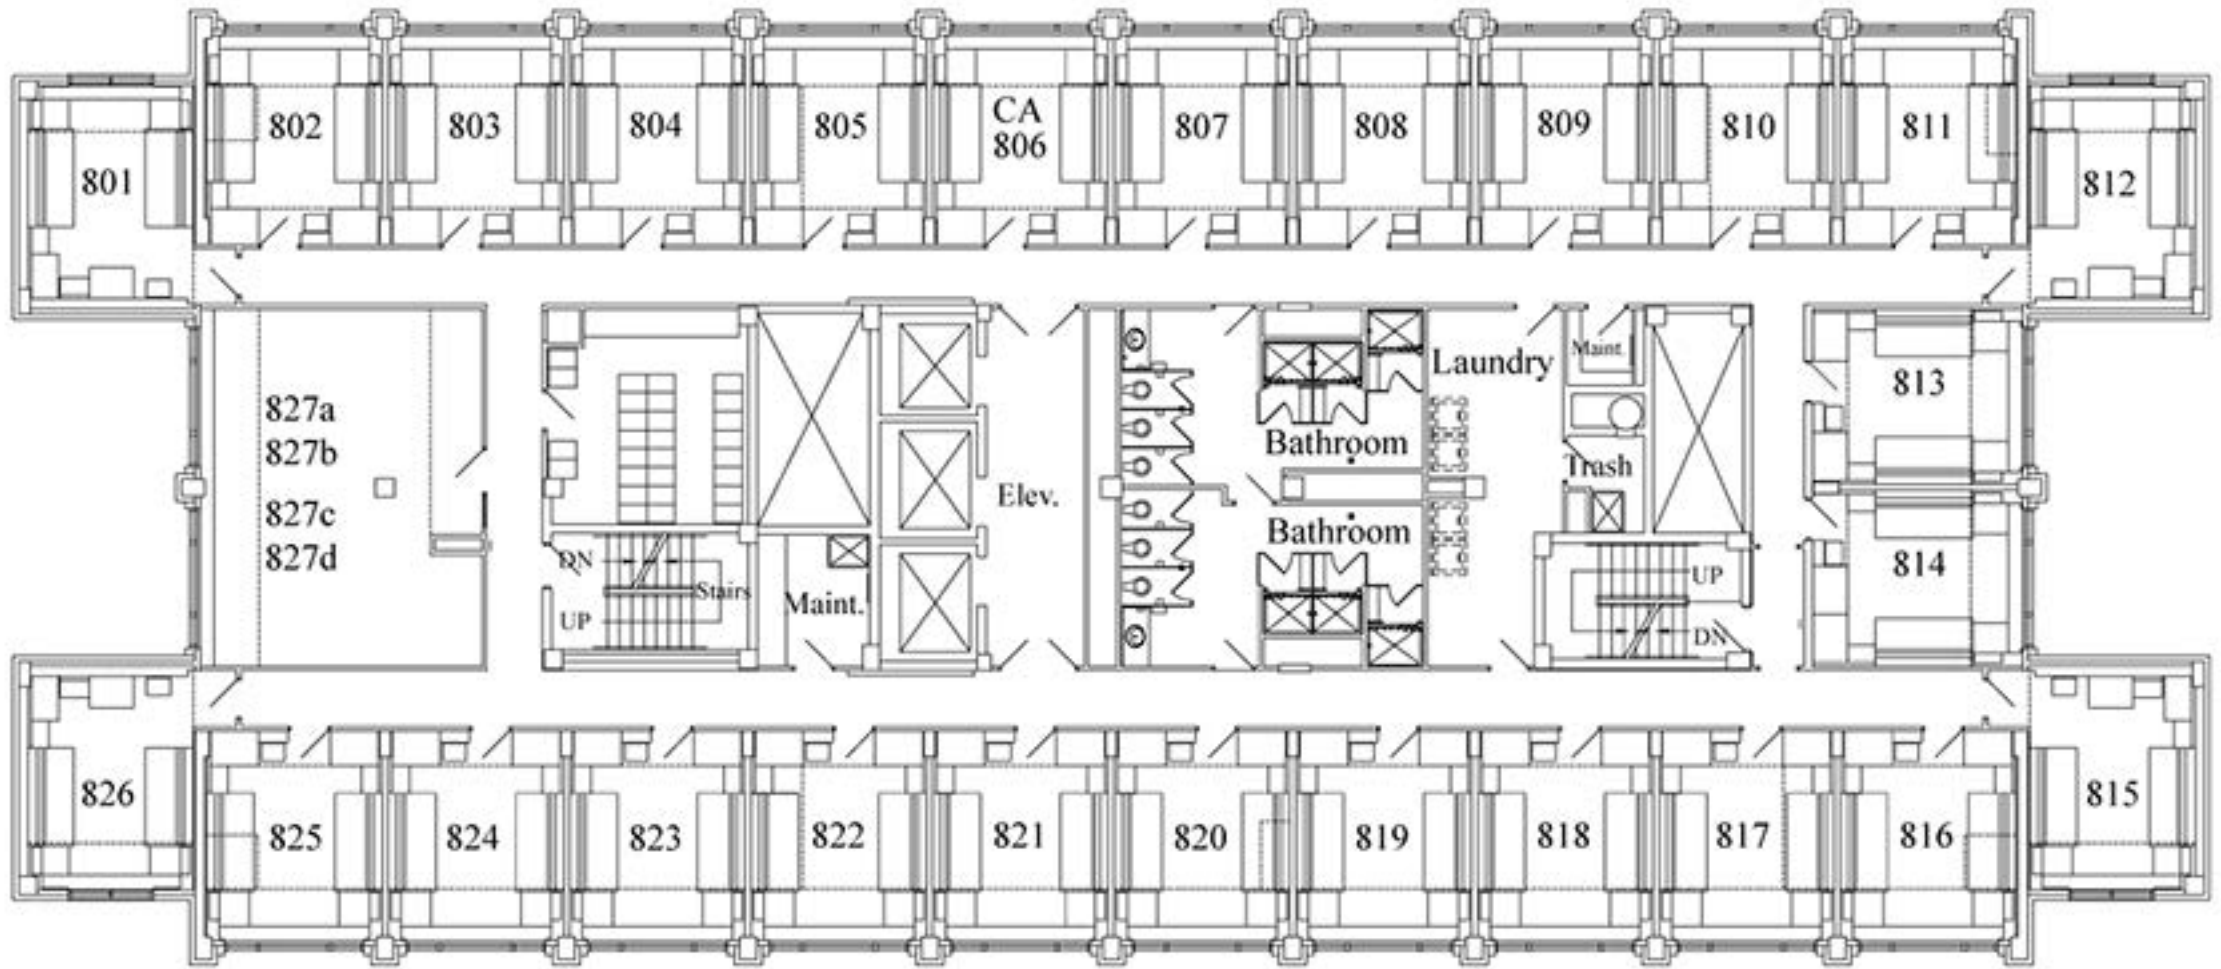 802
803
804
805
CA
806
807
808
809
810
811
801
812
827a
827b
827c
827d
Elev.
Bathroom
Bathroom
Laundry
Maint.
Trash
813
814
DN
UP
Stairs
Maint.
UP
DN
826
825
824
823
822
821
820
819
818
817
816
815